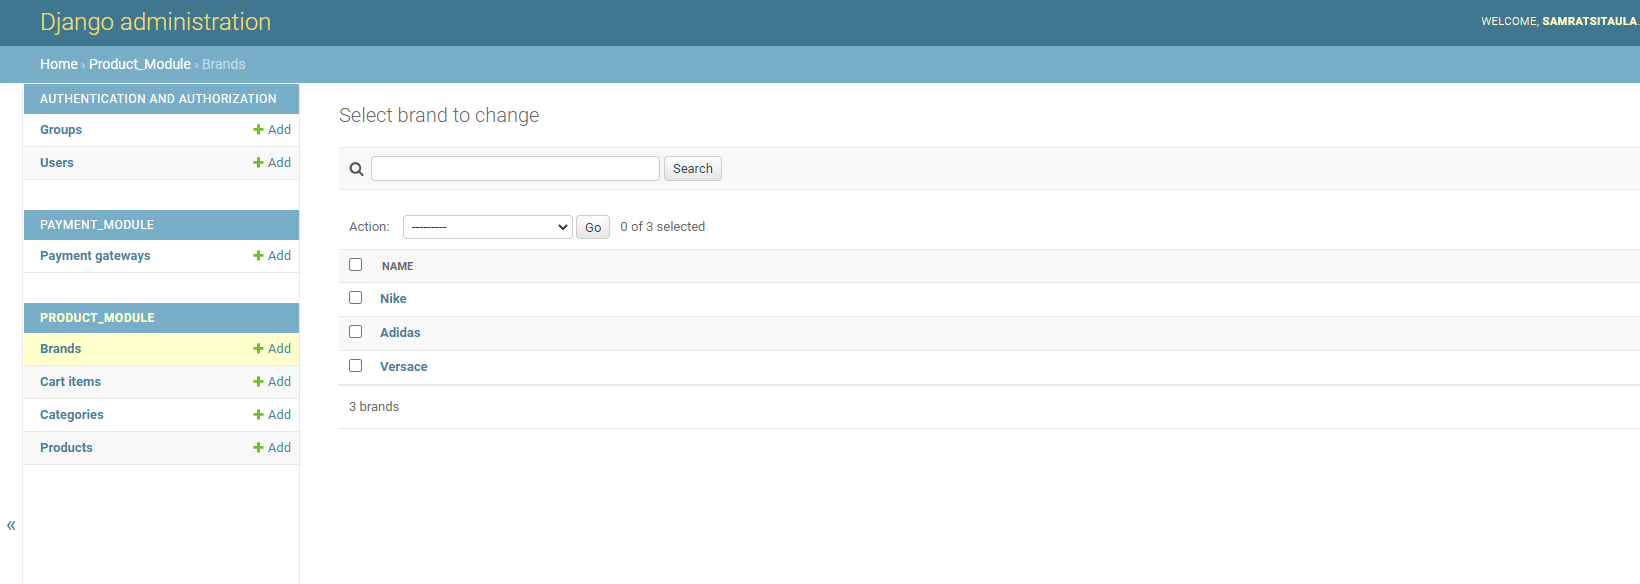 Django administration
WELCOME, SAMRATSITAULA.
Home › Product_Module › Brands
AUTHENTICATION AND AUTHORIZATION
Groups + Add
Users + Add
PAYMENT_MODULE
Payment gateways + Add
PRODUCT_MODULE
Brands + Add
Cart items + Add
Categories + Add
Products + Add
«
Select brand to change
Search
Action: --------- Go 0 of 3 selected
NAME
Nike
Adidas
Versace
3 brands